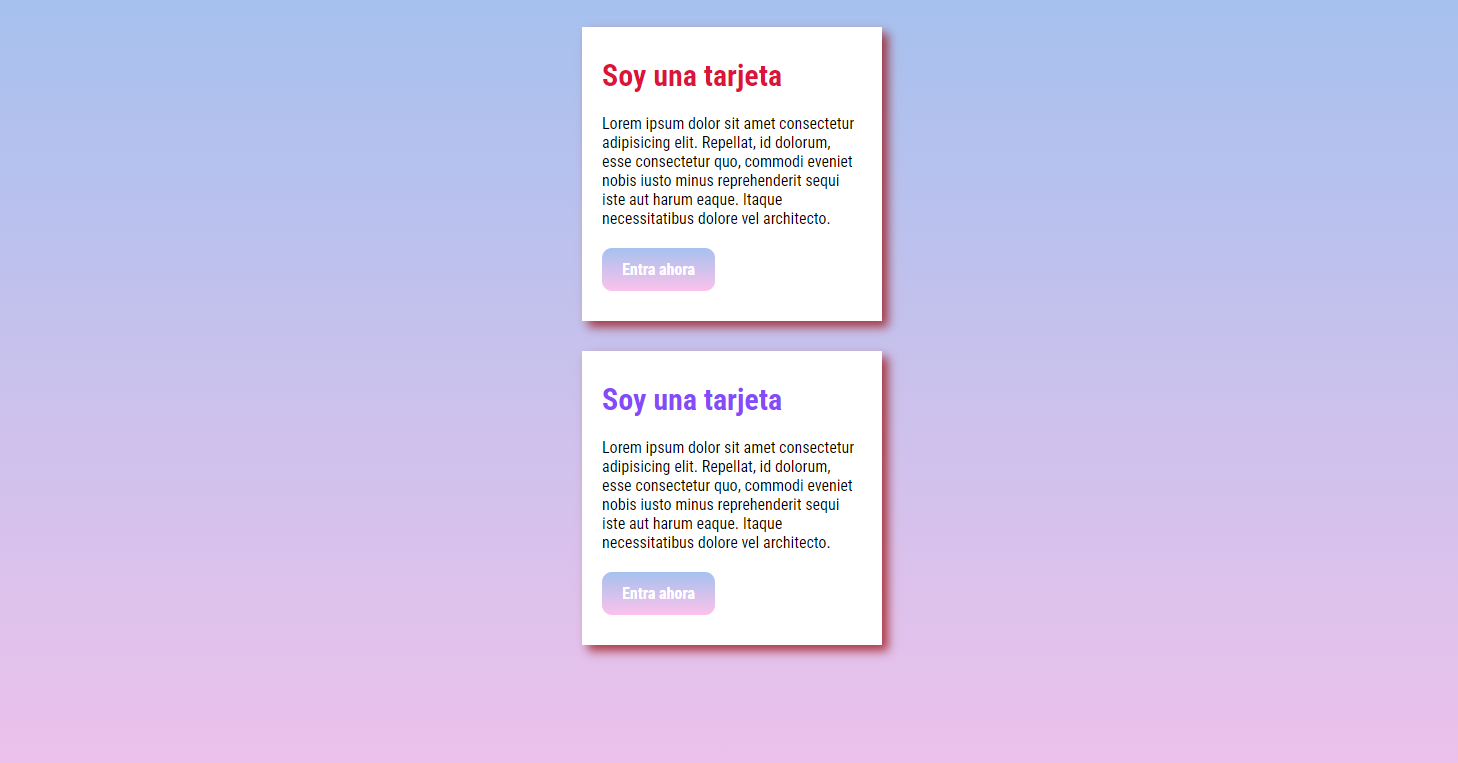 Soy una tarjeta
Lorem ipsum dolor sit amet consectetur
adipisicing elit. Repellat, id dolorum,
esse consectetur quo, commodi eveniet
nobis iusto minus reprehenderit sequi
iste aut harum eaque. Itaque
necessitatibus dolore vel architecto.
Entra ahora
Soy una tarjeta
Lorem ipsum dolor sit amet consectetur
adipisicing elit. Repellat, id dolorum,
esse consectetur quo, commodi eveniet
nobis iusto minus reprehenderit sequi
iste aut harum eaque. Itaque
necessitatibus dolore vel architecto.
Entra ahora